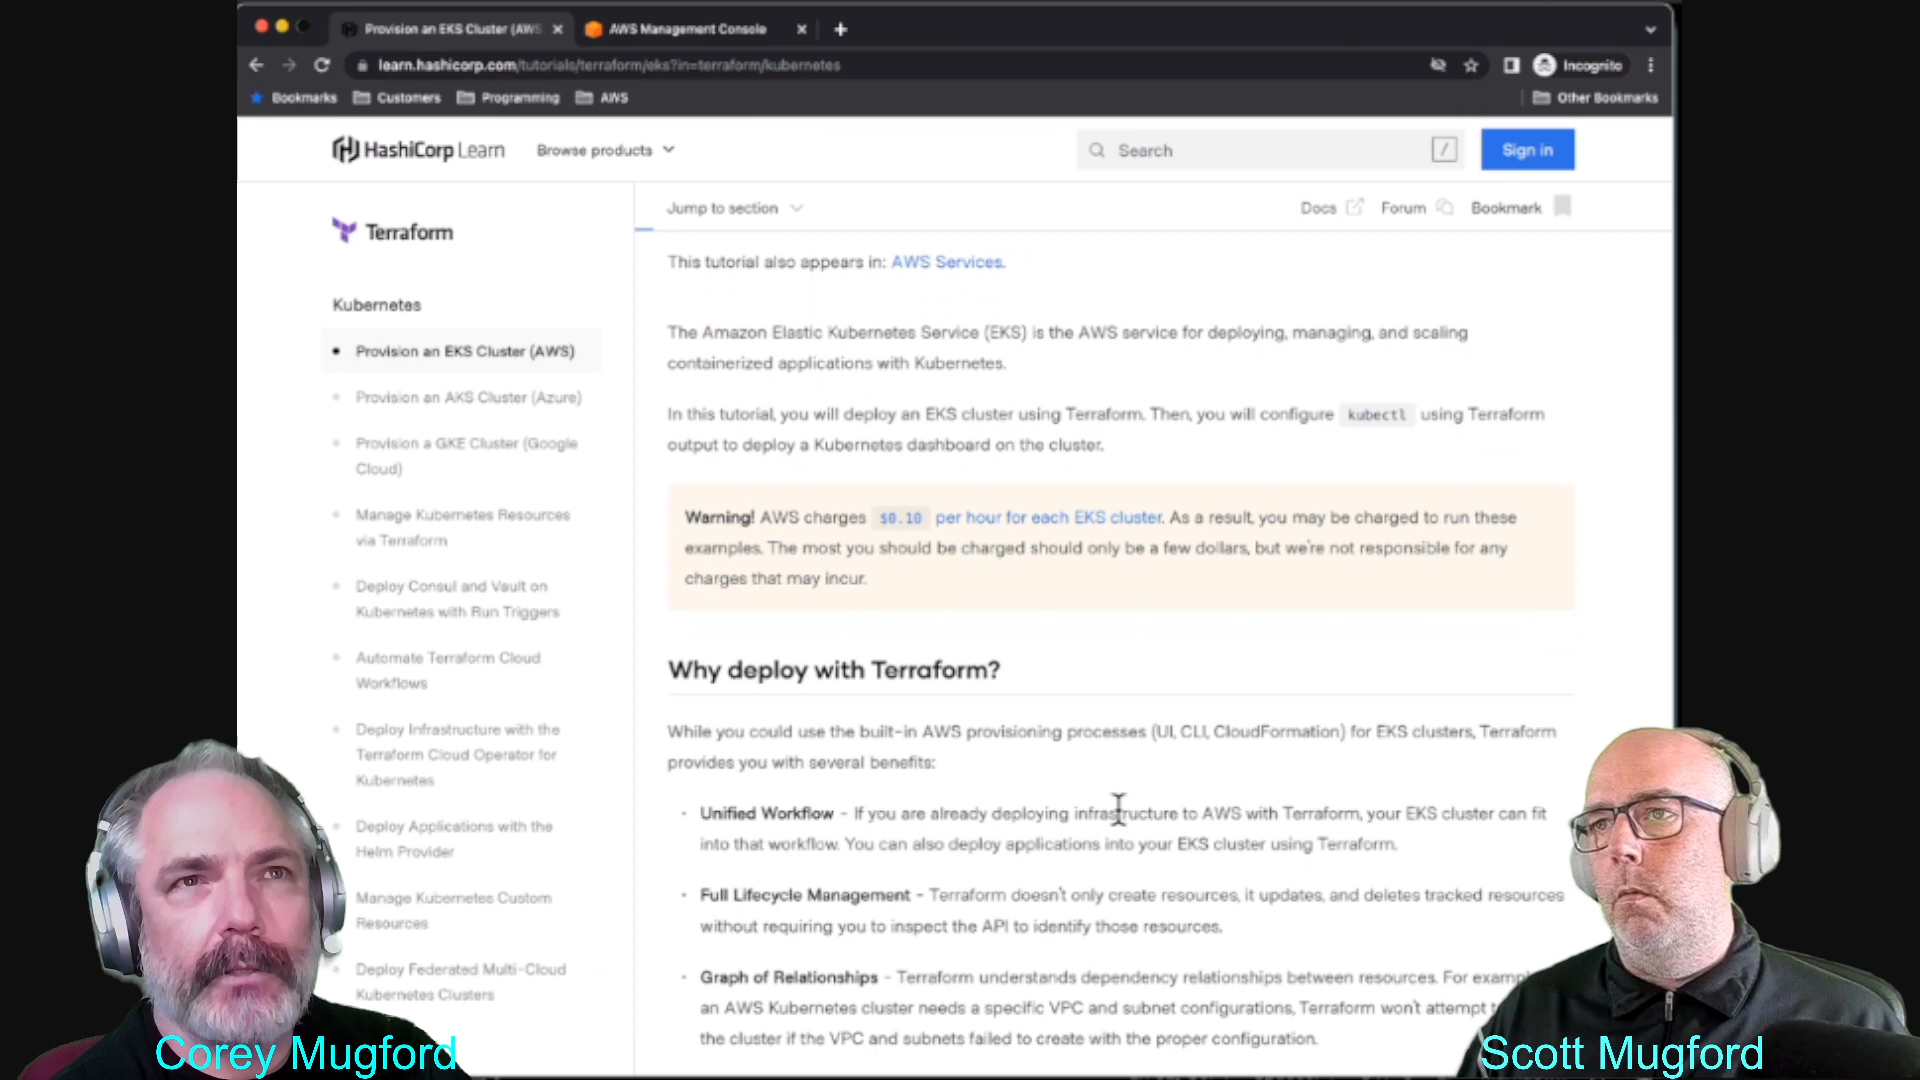 Provision an EKS Cluster (AWS
AWS Management Console
learn.hashicorp.com/tutorials/terraform/eks?in=terraform/kubernetes
Incognito
Bookmarks
Customers
Programming
AWS
Other Bookmarks
HashiCorp Learn
Browse products
Search
/
Sign in
Terraform
Kubernetes
Provision an EKS Cluster (AWS)
Provision an AKS Cluster (Azure)
Provision a GKE Cluster (Google
Cloud)
Manage Kubernetes Resources
via Terraform
Deploy Consul and Vault on
Kubernetes with Run Triggers
Automate Terraform Cloud
Workflows
Deploy Infrastructure with the
Terraform Cloud Operator for
Kubernetes
Deploy Applications with the
Helm Provider
Manage Kubernetes Custom
Resources
Deploy Federated Multi-Cloud
Kubernetes Clusters
Jump to section
Docs
Forum
Bookmark
This tutorial also appears in: AWS Services.
The Amazon Elastic Kubernetes Service (EKS) is the AWS service for deploying, managing, and scaling
containerized applications with Kubernetes.
In this tutorial, you will deploy an EKS cluster using Terraform. Then, you will configure kubectl using Terraform
output to deploy a Kubernetes dashboard on the cluster.
Warning! AWS charges $0.10 per hour for each EKS cluster. As a result, you may be charged to run these
examples. The most you should be charged should only be a few dollars, but we're not responsible for any
charges that may incur.
Why deploy with Terraform?
While you could use the built-in AWS provisioning processes (UI, CLI, CloudFormation) for EKS clusters, Terraform
provides you with several benefits:
Unified Workflow - If you are already deploying infrastructure to AWS with Terraform, your EKS cluster can fit
into that workflow. You can also deploy applications into your EKS cluster using Terraform.
Full Lifecycle Management - Terraform doesn't only create resources, it updates, and deletes tracked resources
without requiring you to inspect the API to identify those resources.
Graph of Relationships - Terraform understands dependency relationships between resources. For examp
an AWS Kubernetes cluster needs a specific VPC and subnet configurations, Terraform won't attempt t
the cluster if the VPC and subnets failed to create with the proper configuration.
Corey Mugford
Scott Mugford